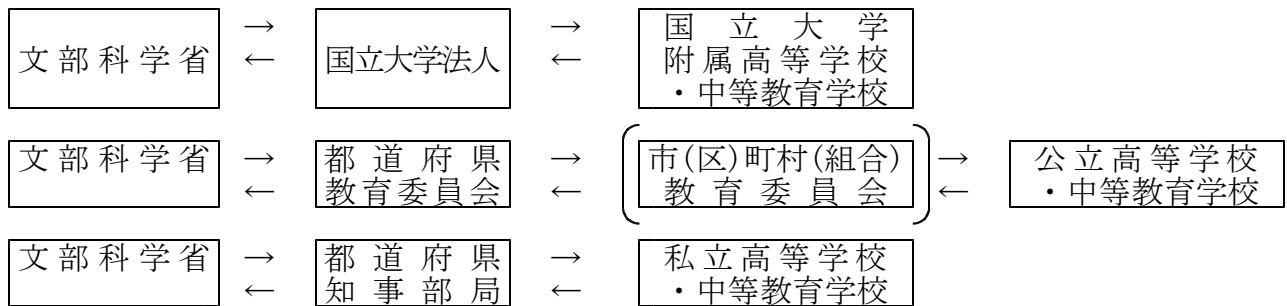 → → 国立大学
文部科学省 ← 国立大学法人 ← 附属高等学校
・中等教育学校
文部科学省 → 都道府県 → 市(区)町村(組合) → 公立高等学校
← 教育委員会 ← 教育委員会 ← ・中等教育学校
文部科学省 → 都道府県 → 私立高等学校
← 知事部局 ← ・中等教育学校